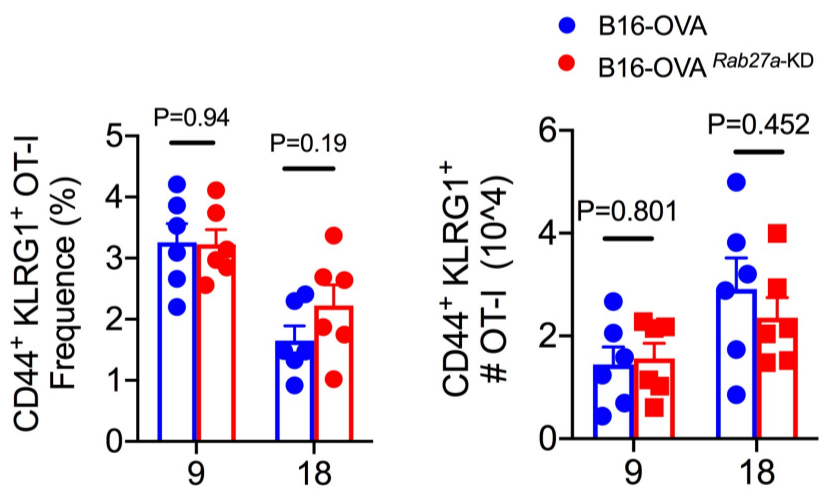 B16-OVA
B16-OVA Rab27a-KD
CD44+ KLRG1+ OT-I
Frequence (%)
P=0.94
P=0.19
5
4
3
2
1
0
9
18
CD44+ KLRG1+
# OT-I (10^4)
P=0.801
P=0.452
6
4
2
0
9
18